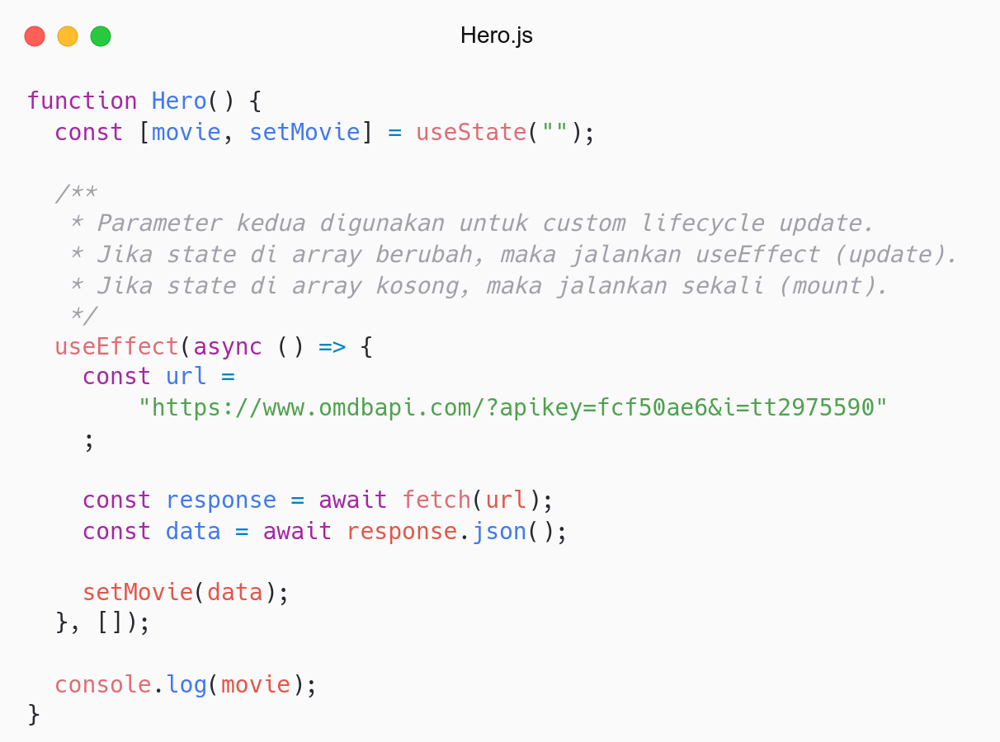 Hero.js
function Hero() {
  const [movie, setMovie] = useState("");
  /**
   * Parameter kedua digunakan untuk custom lifecycle update.
   * Jika state di array berubah, maka jalankan useEffect (update).
   * Jika state di array kosong, maka jalankan sekali (mount).
   */
  useEffect(async () => {
    const url =
        "https://www.omdbapi.com/?apikey=fcf50ae6&i=tt2975590"
    ;
    const response = await fetch(url);
    const data = await response.json();
    setMovie(data);
  }, []);
  console.log(movie);
}